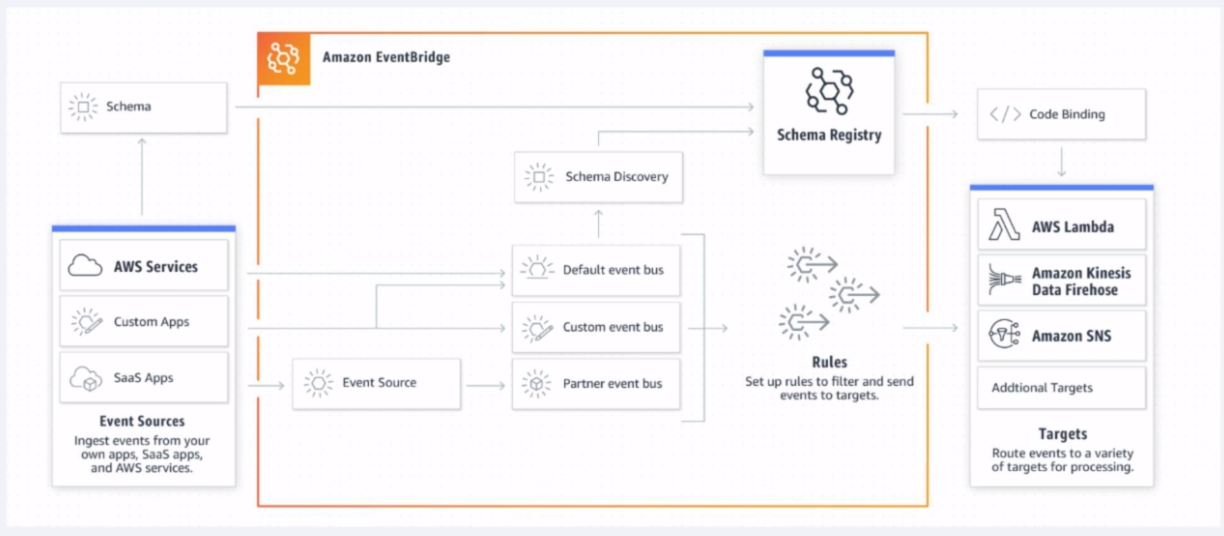 Amazon EventBridge
Schema
Schema Registry
Code Binding
Schema Discovery
AWS Services
Custom Apps
SaaS Apps
Event Sources
Ingest events from your
own apps, SaaS apps,
and AWS services.
Event Source
Default event bus
Custom event bus
Partner event bus
Rules
Set up rules to filter and send
events to targets.
AWS Lambda
Amazon Kinesis
Data Firehose
Amazon SNS
Addtional Targets
Targets
Route events to a variety
of targets for processing.